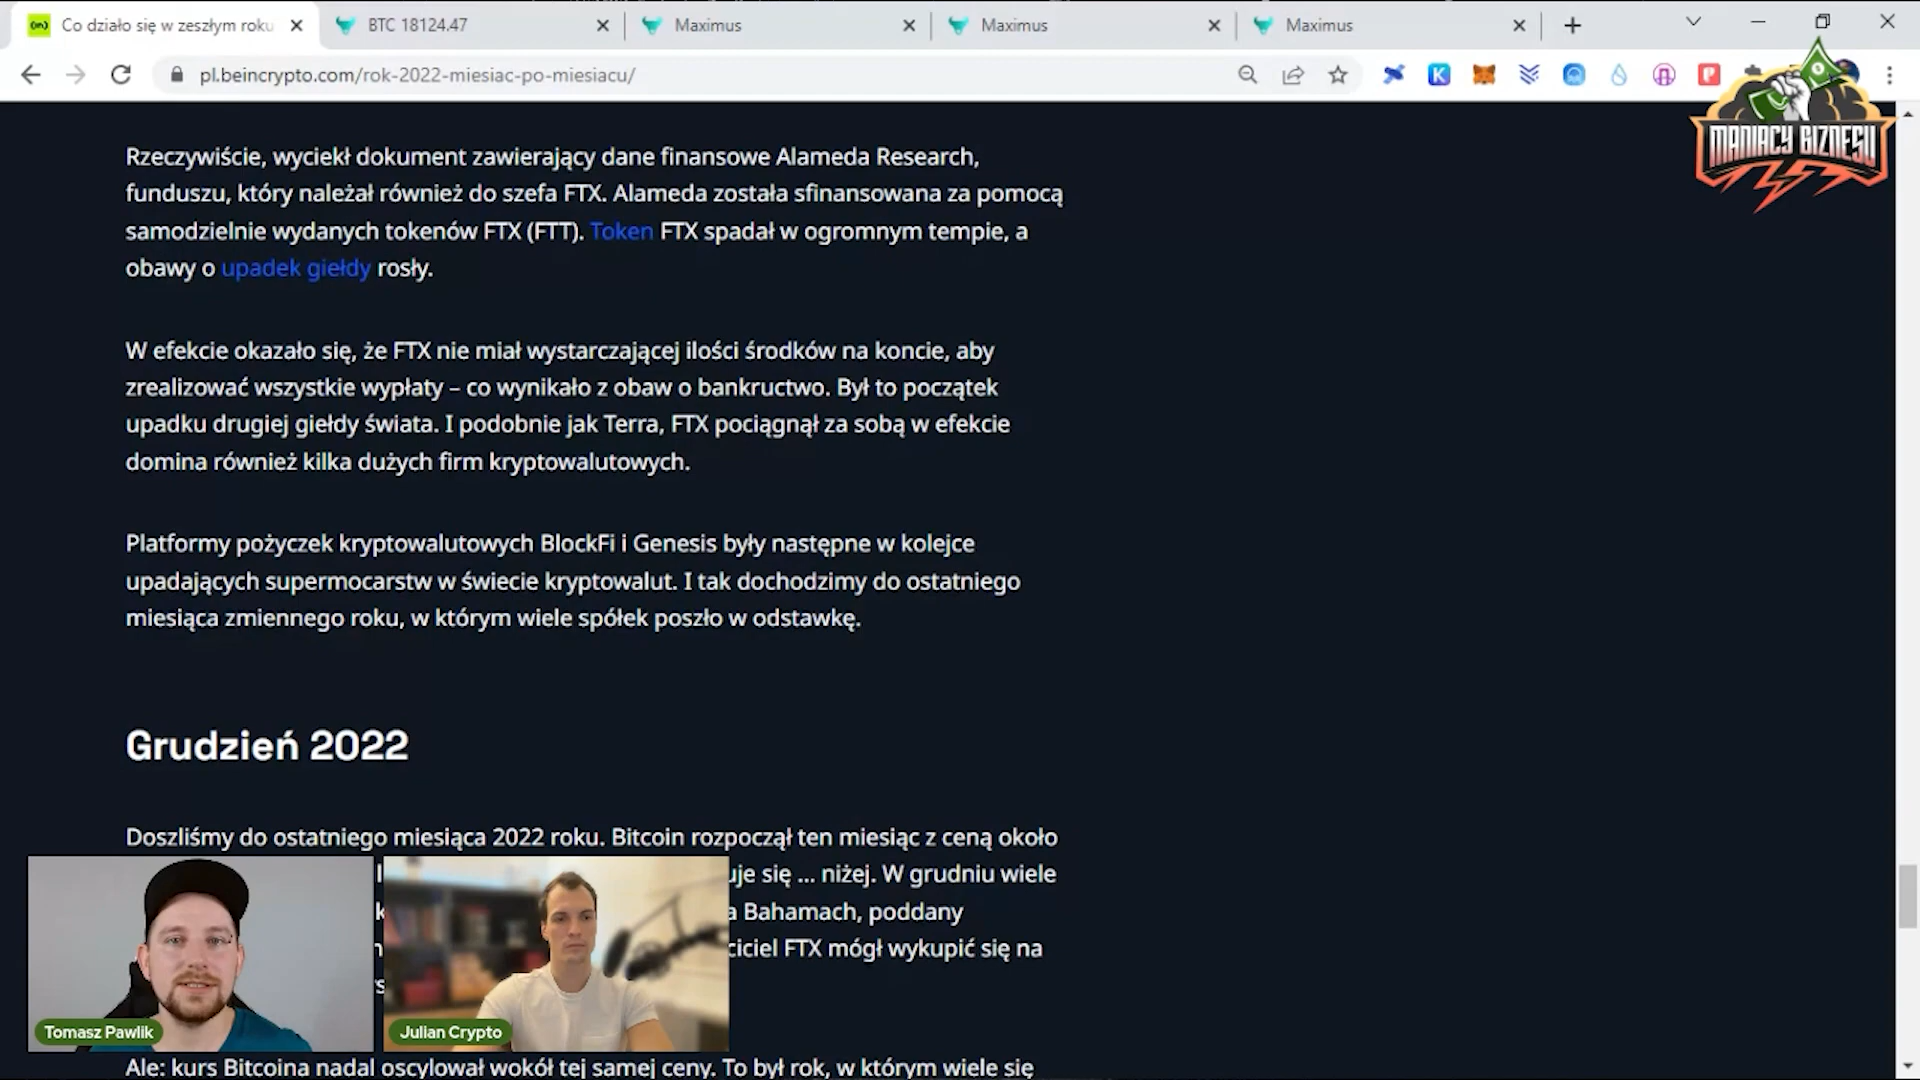 Co działo się w zeszłym roku
BTC 18124.47
Maximus
Maximus
Maximus
pl.beincrypto.com/rok-2022-miesiac-po-miesiacu/
MANIACY BIZNESU
Rzeczywiście, wyciekł dokument zawierający dane finansowe Alameda Research,
funduszu, który należał również do szefa FTX. Alameda została sfinansowana za pomocą
samodzielnie wydanych tokenów FTX (FTT). Token FTX spadał w ogromnym tempie, a
obawy o upadek giełdy rosły.
W efekcie okazało się, że FTX nie miał wystarczającej ilości środków na koncie, aby
zrealizować wszystkie wypłaty – co wynikało z obaw o bankructwo. Był to początek
upadku drugiej giełdy świata. I podobnie jak Terra, FTX pociągnął za sobą w efekcie
domina również kilka dużych firm kryptowalutowych.
Platformy pożyczek kryptowalutowych BlockFi i Genesis były następne w kolejce
upadających supermocarstw w świecie kryptowalut. I tak dochodzimy do ostatniego
miesiąca zmiennego roku, w którym wiele spółek poszło w odstawkę.
Grudzień 2022
Doszliśmy do ostatniego miesiąca 2022 roku. Bitcoin rozpoczął ten miesiąc z ceną około
się ... niżej. W grudniu wiele
a Bahamach, poddany
ciciel FTX mógł wykupić się na
Tomasz Pawlik
Julian Crypto
Ale: kurs Bitcoina nadal oscylował wokół tej samej ceny. To był rok, w którym wiele się